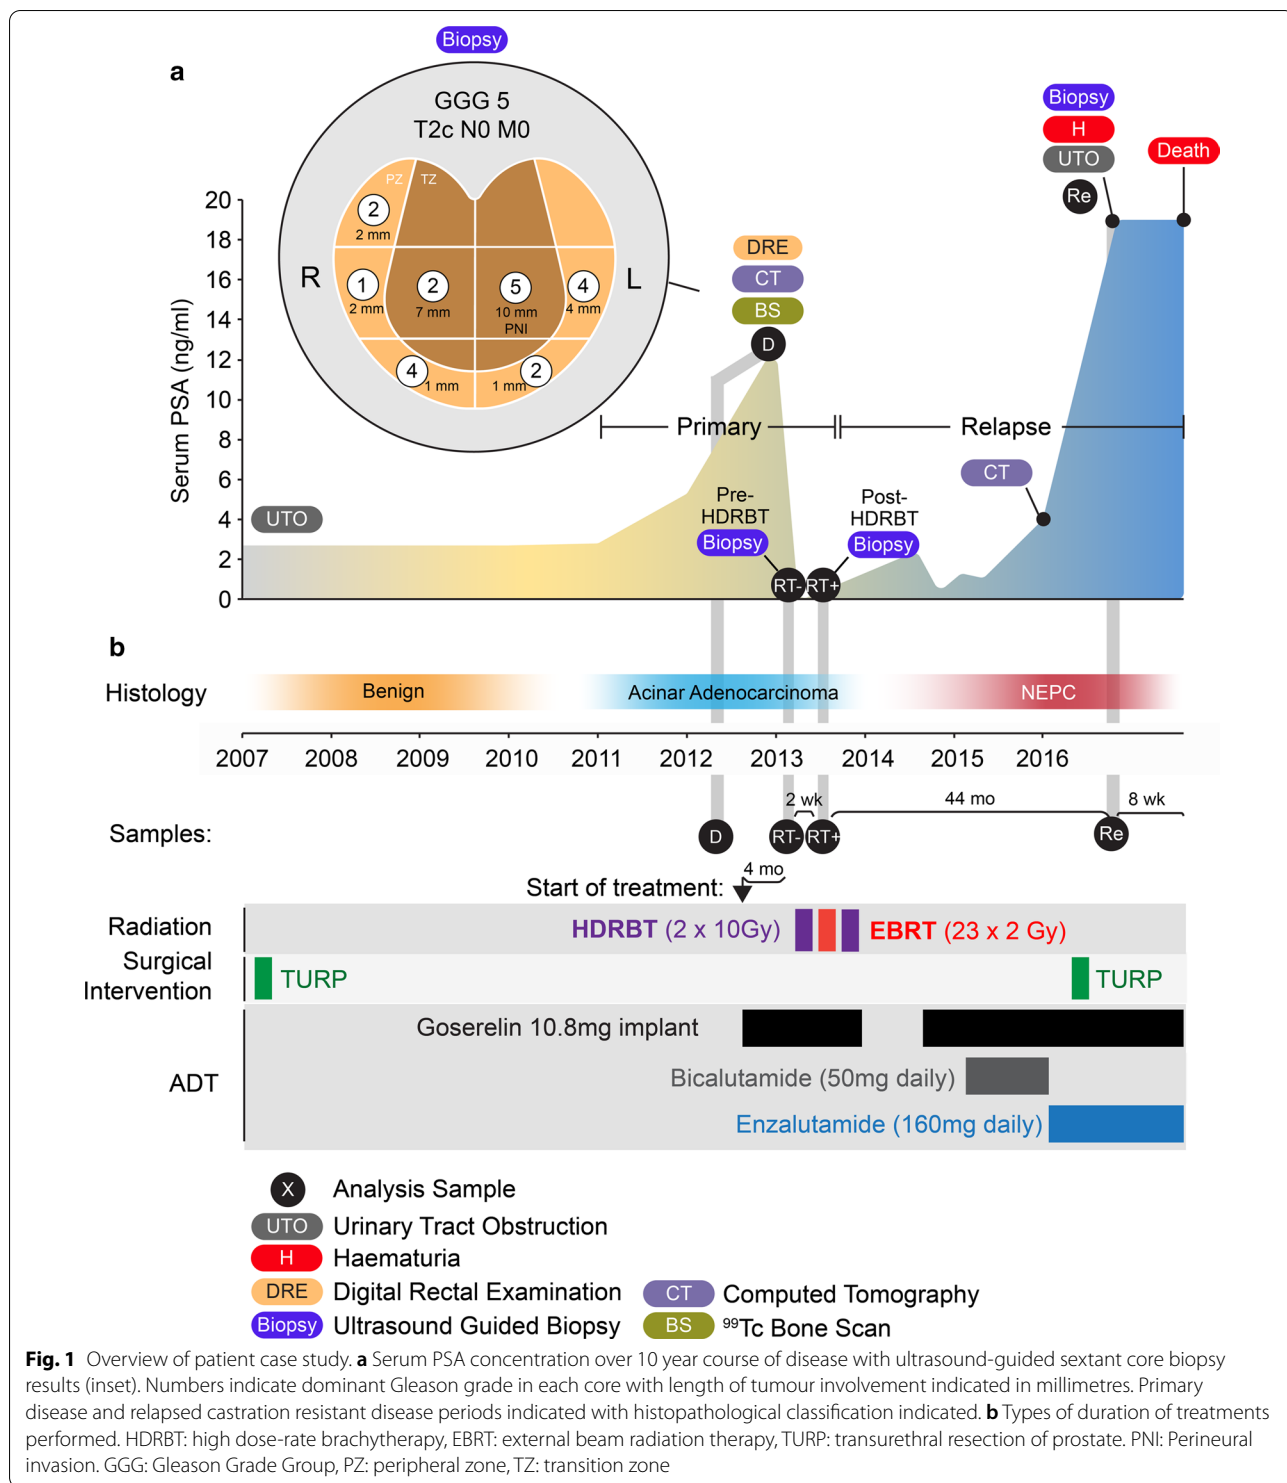 a
Biopsy
GGG 5
T2c N0 M0
PZ TZ
2
2 mm
R
L
1
2 mm
2
7 mm
5
10 mm
PNI
4
4 mm
4
1 mm
2
1 mm
Serum PSA (ng/ml)
20
18
16
14
12
10
8
6
4
2
0
UTO
DRE
CT
BS
D
Primary
Relapse
Pre-
HDRBT
Biopsy
RT-
RT+
Post-
HDRBT
Biopsy
CT
Biopsy
H
UTO
Re
Death
b
Histology
Benign
Acinar Adenocarcinoma
NEPC
2007 2008 2009 2010 2011 2012 2013 2014 2015 2016
2 wk
44 mo
8 wk
Samples:
D
RT-
RT+
Re
4 mo
Start of treatment:
Radiation
HDRBT (2 x 10Gy)
EBRT (23 x 2 Gy)
Surgical
Intervention
TURP
TURP
ADT
Goserelin 10.8mg implant
Bicalutamide (50mg daily)
Enzalutamide (160mg daily)
X Analysis Sample
UTO Urinary Tract Obstruction
H Haematuria
DRE Digital Rectal Examination
CT Computed Tomography
Biopsy Ultrasound Guided Biopsy
BS ⁹⁹Tc Bone Scan
Fig. 1 Overview of patient case study. a Serum PSA concentration over 10 year course of disease with ultrasound-guided sextant core biopsy
results (inset). Numbers indicate dominant Gleason grade in each core with length of tumour involvement indicated in millimetres. Primary
disease and relapsed castration resistant disease periods indicated with histopathological classification indicated. b Types of duration of treatments
performed. HDRBT: high dose-rate brachytherapy, EBRT: external beam radiation therapy, TURP: transurethral resection of prostate. PNI: Perineural
invasion. GGG: Gleason Grade Group, PZ: peripheral zone, TZ: transition zone